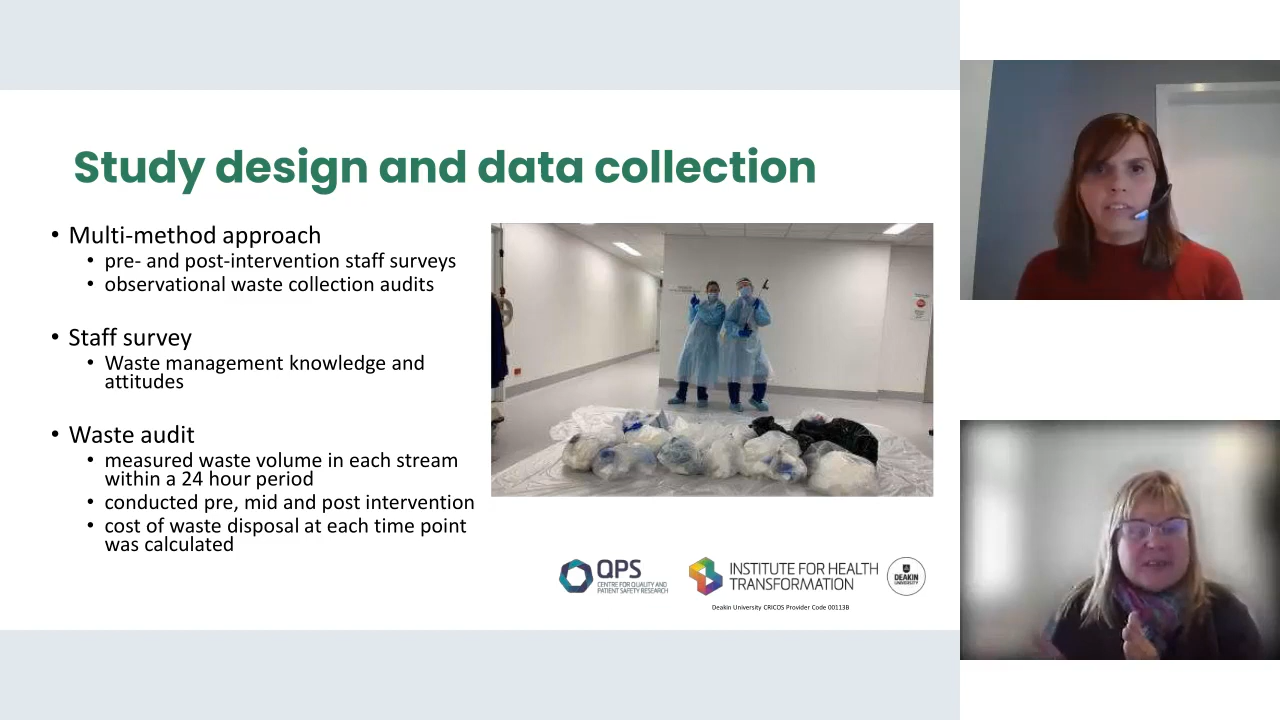 Study design and data collection
• Multi-method approach
• pre- and post-intervention staff surveys
• observational waste collection audits
• Staff survey
• Waste management knowledge and
attitudes
• Waste audit
• measured waste volume in each stream
within a 24 hour period
• conducted pre, mid and post intervention
• cost of waste disposal at each time point
was calculated
QPS
CENTRE FOR QUALITY AND
PATIENT SAFETY RESEARCH
INSTITUTE FOR HEALTH
TRANSFORMATION
DEAKIN
UNIVERSITY
Deakin University CRICOS Provider Code 00113B